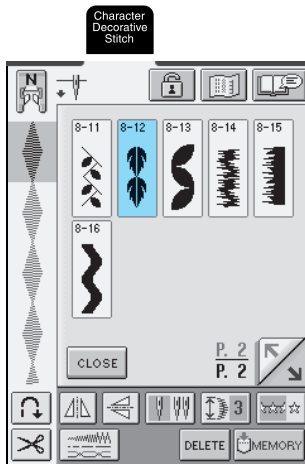 Character
Decorative
Stitch
N
8-11 8-12 8-13 8-14 8-15
8-16
CLOSE
P. 2
P. 2
3
DELETE MEMORY